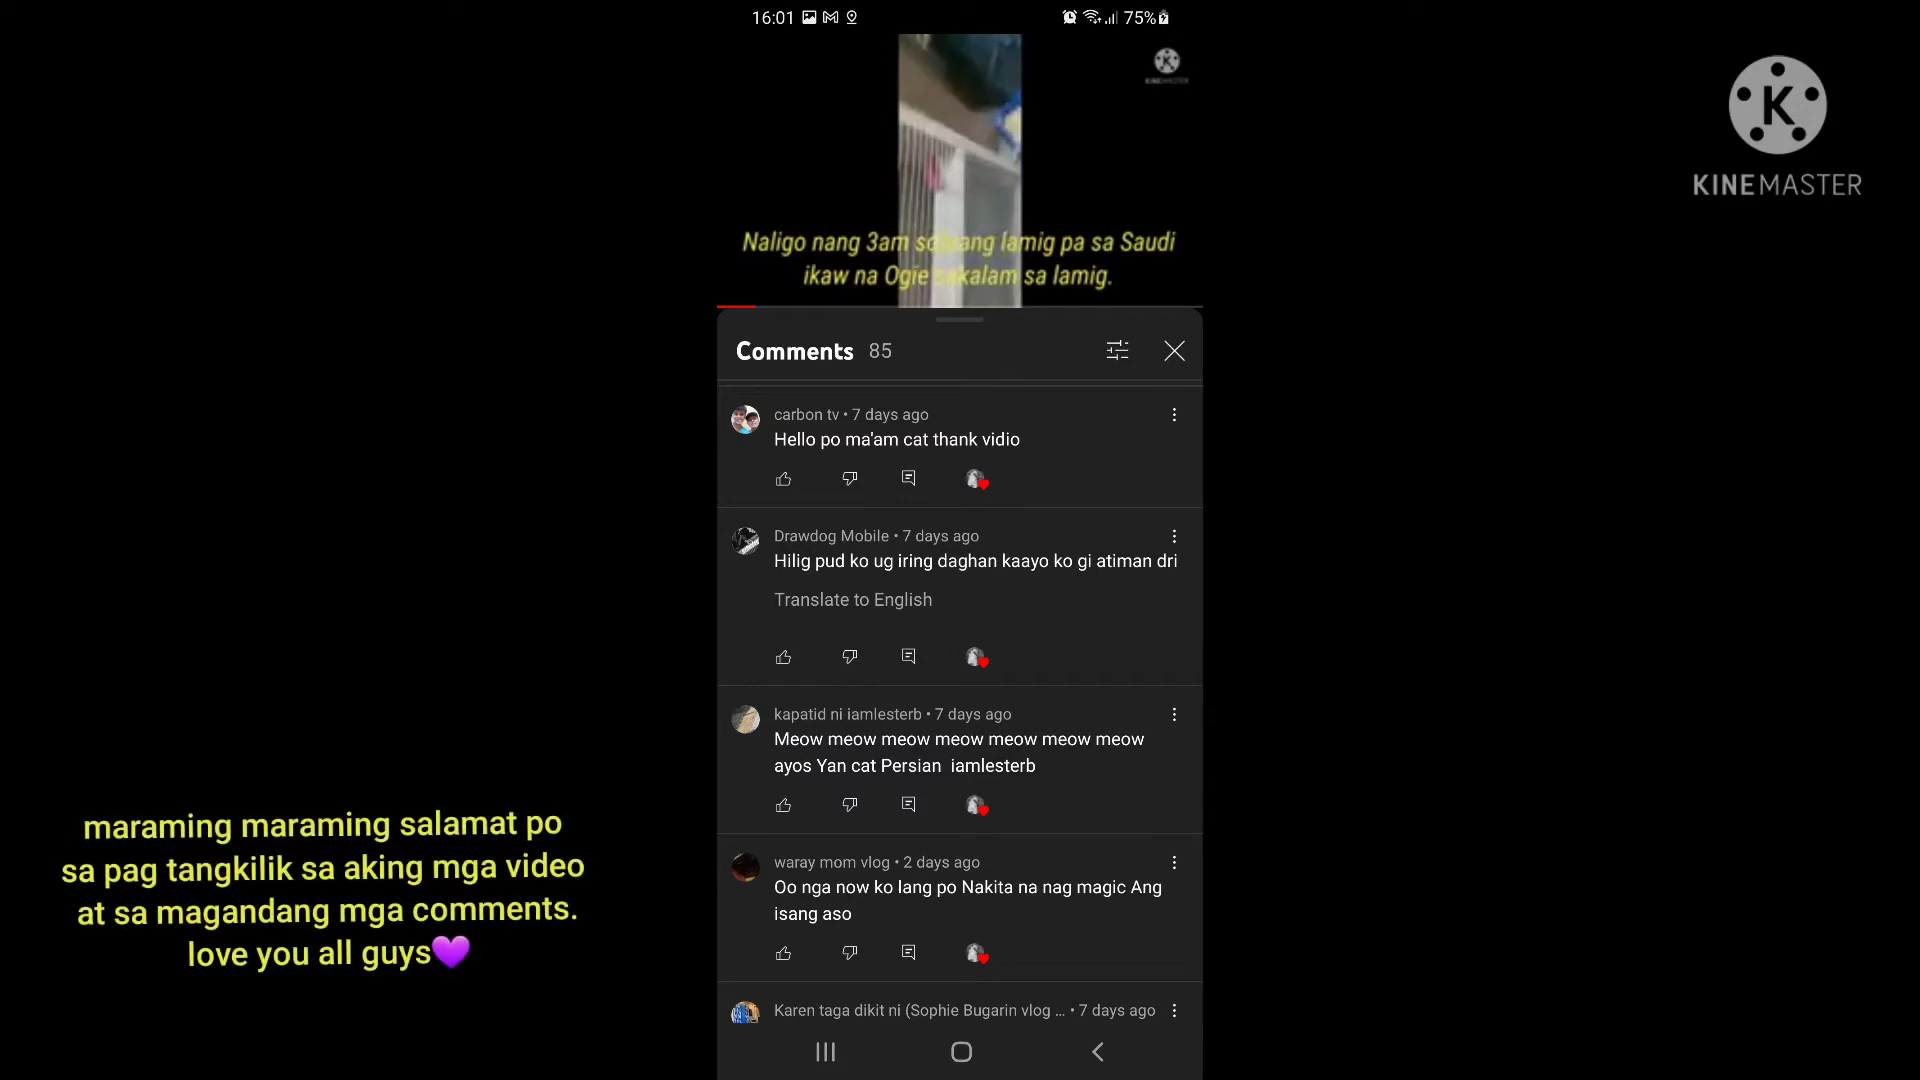 16:01
75%
KINEMASTER
KINEMASTER
Naligo nang 3am lamig pa sa Saudi
ikaw na Ogie sa lamig.
Comments 85
carbon tv • 7 days ago
Hello po ma'am cat thank vidio
Drawdog Mobile • 7 days ago
Hilig pud ko ug iring daghan kaayo ko gi atiman dri
Translate to English
kapatid ni iamlesterb • 7 days ago
Meow meow meow meow meow meow meow
ayos Yan cat Persian iamlesterb
waray mom vlog • 2 days ago
Oo nga now ko lang po Nakita na nag magic Ang
isang aso
Karen taga dikit ni (Sophie Bugarin vlog ... • 7 days ago
maraming maraming salamat po
sa pag tangkilik sa aking mga video
at sa magandang mga comments.
love you all guys💜